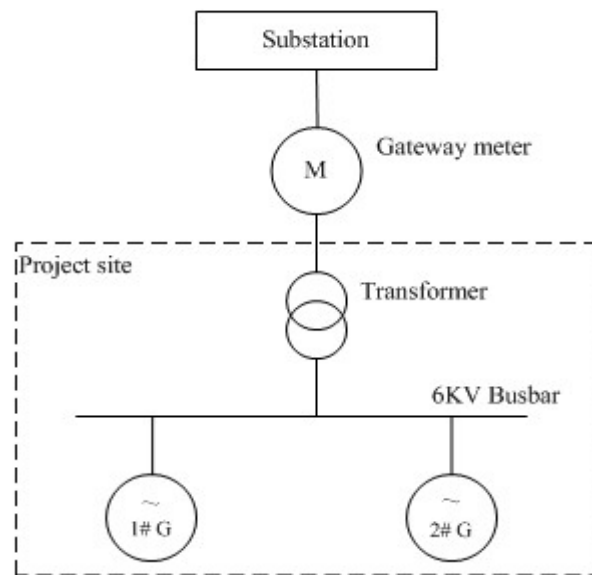 Substation
Gateway meter
M
Project site
Transformer
6KV Busbar
~
1# G
~
2# G